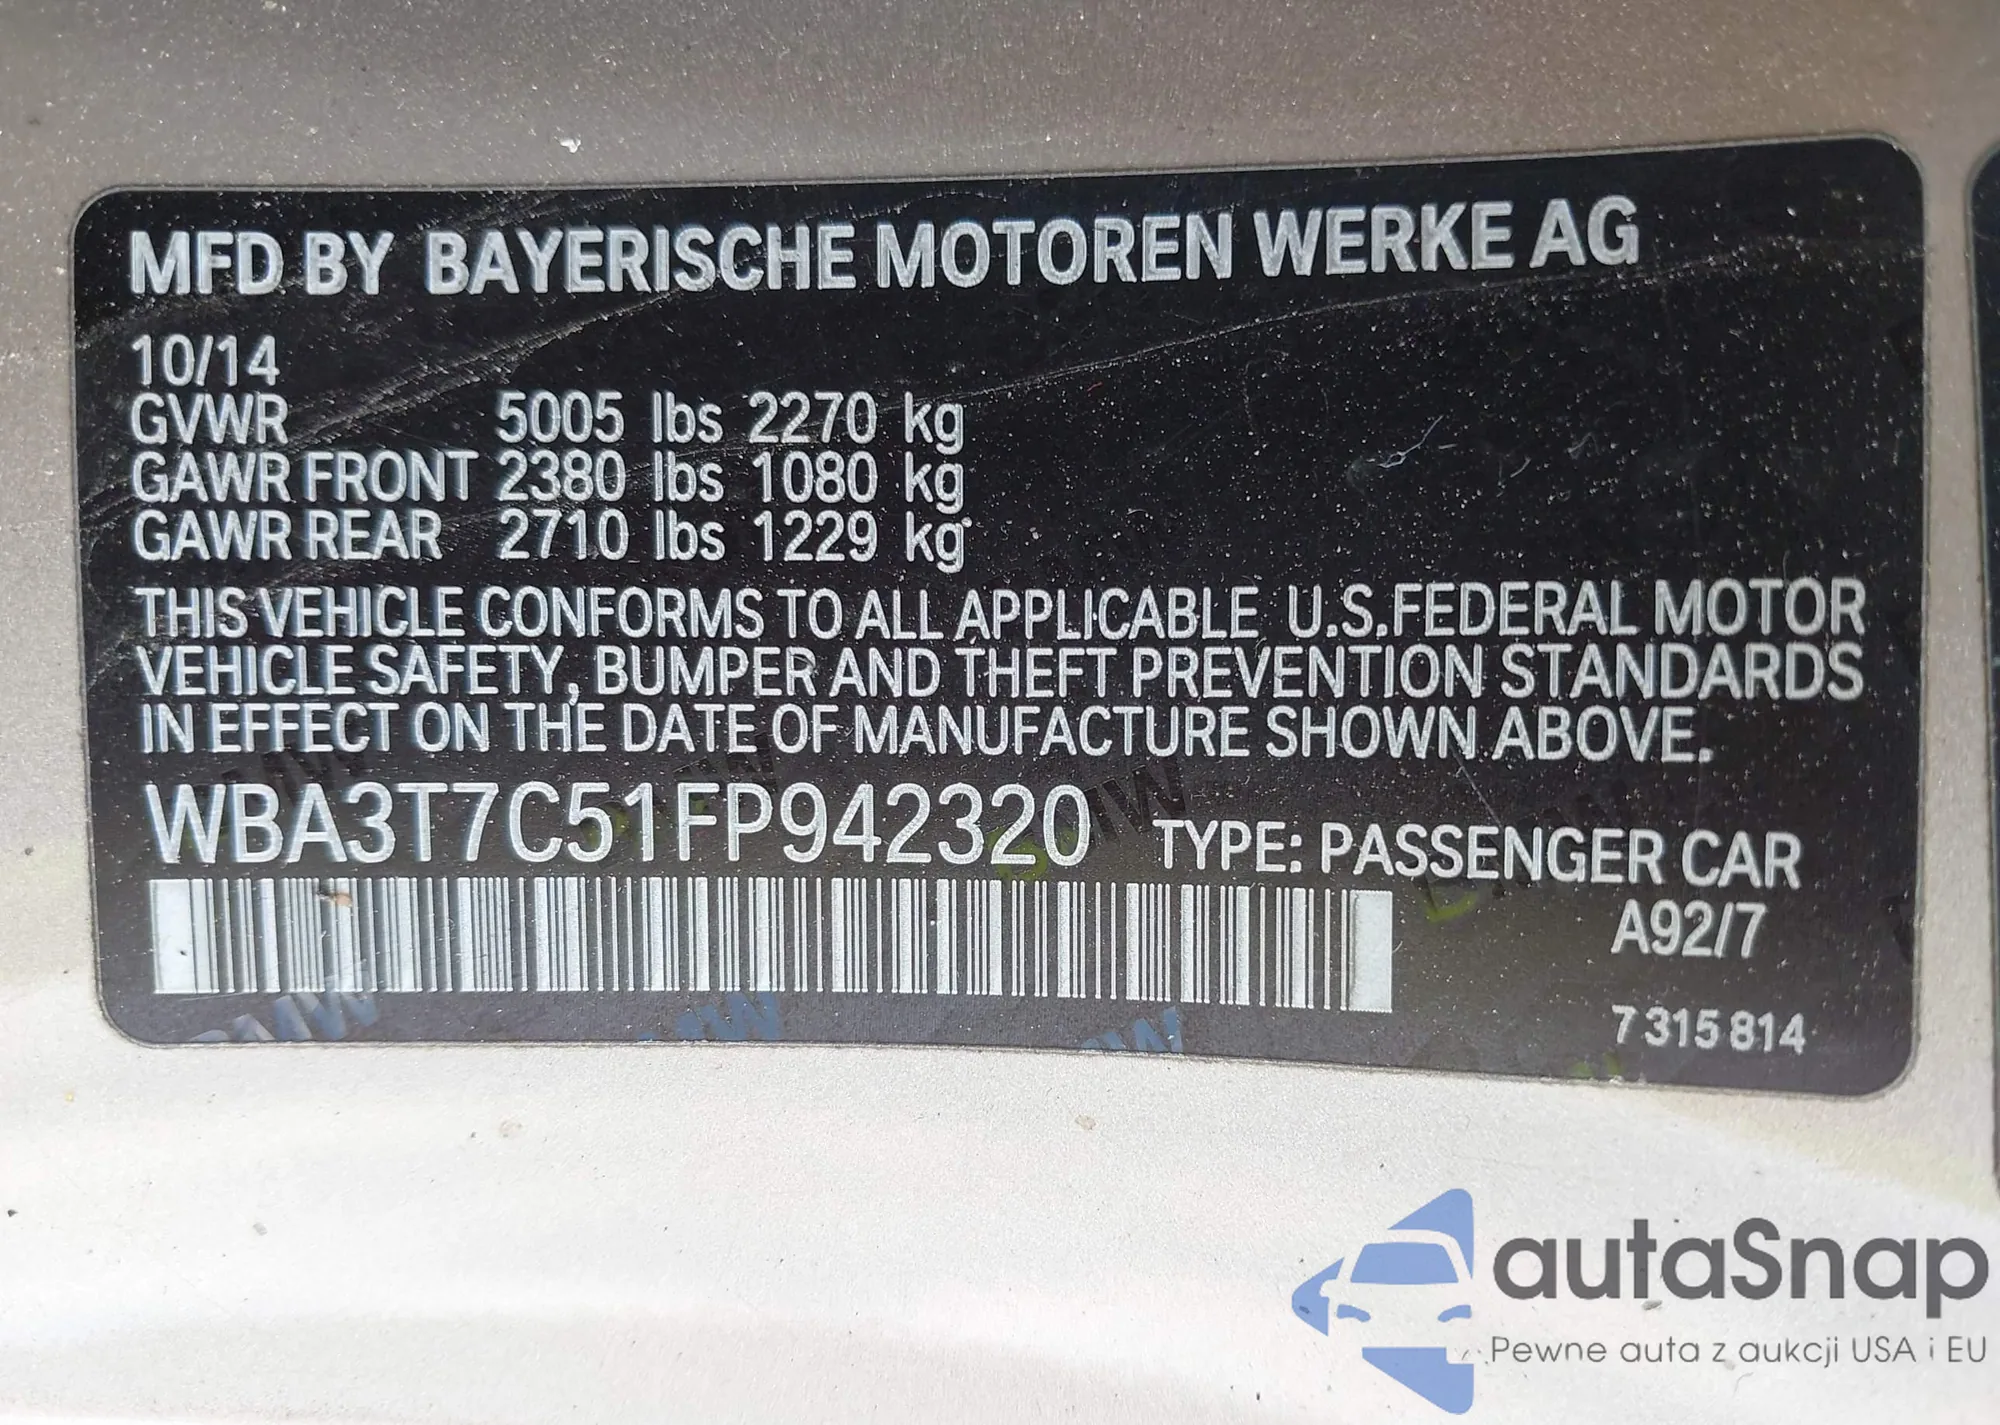 MFD BY BAYERISCHE MOTOREN WERKE AG
10/14
GVWR 5005 lbs 2270 kg
GAWR FRONT 2380 lbs 1080 kg
GAWR REAR 2710 lbs 1229 kg
THIS VEHICLE CONFORMS TO ALL APPLICABLE U.S.FEDERAL MOTOR
VEHICLE SAFETY, BUMPER AND THEFT PREVENTION STANDARDS
IN EFFECT ON THE DATE OF MANUFACTURE SHOWN ABOVE.
WBA3T7C51FP942320 TYPE: PASSENGER CAR
A92/7
7 315 814
autaSnap
Pewne auta z aukcji USA i EU